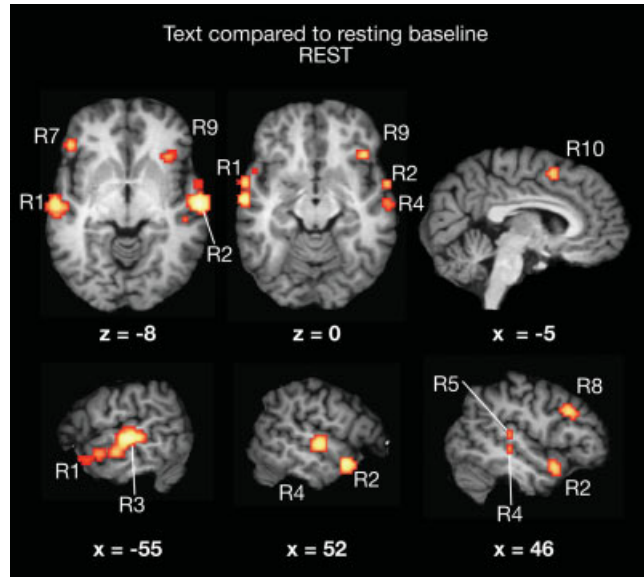 Text compared to resting baseline
REST
R7
R9
R1
R2
z = -8
R9
R1
R2
R4
z = 0
R10
x = -5
R1
R3
x = -55
R4
R2
x = 52
R5
R8
R2
R4
x = 46